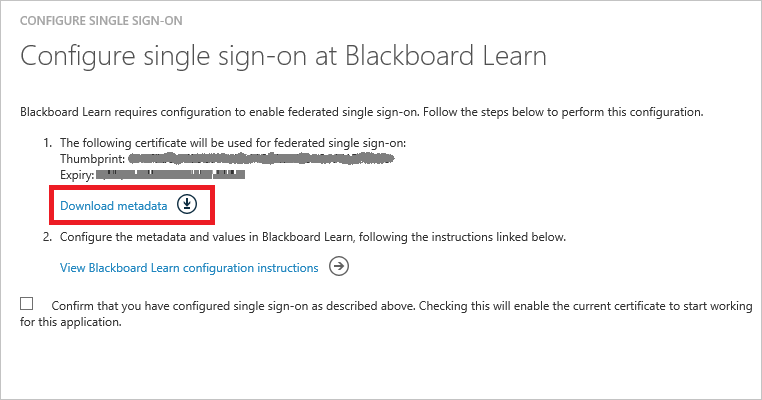 CONFIGURE SINGLE SIGN-ON
Configure single sign-on at Blackboard Learn
Blackboard Learn requires configuration to enable federated single sign-on. Follow the steps below to perform this configuration.
1. The following certificate will be used for federated single sign-on:
Thumbprint:
Expiry:
Download metadata
2. Configure the metadata and values in Blackboard Learn, following the instructions linked below.
View Blackboard Learn configuration instructions
Confirm that you have configured single sign-on as described above. Checking this will enable the current certificate to start working
for this application.